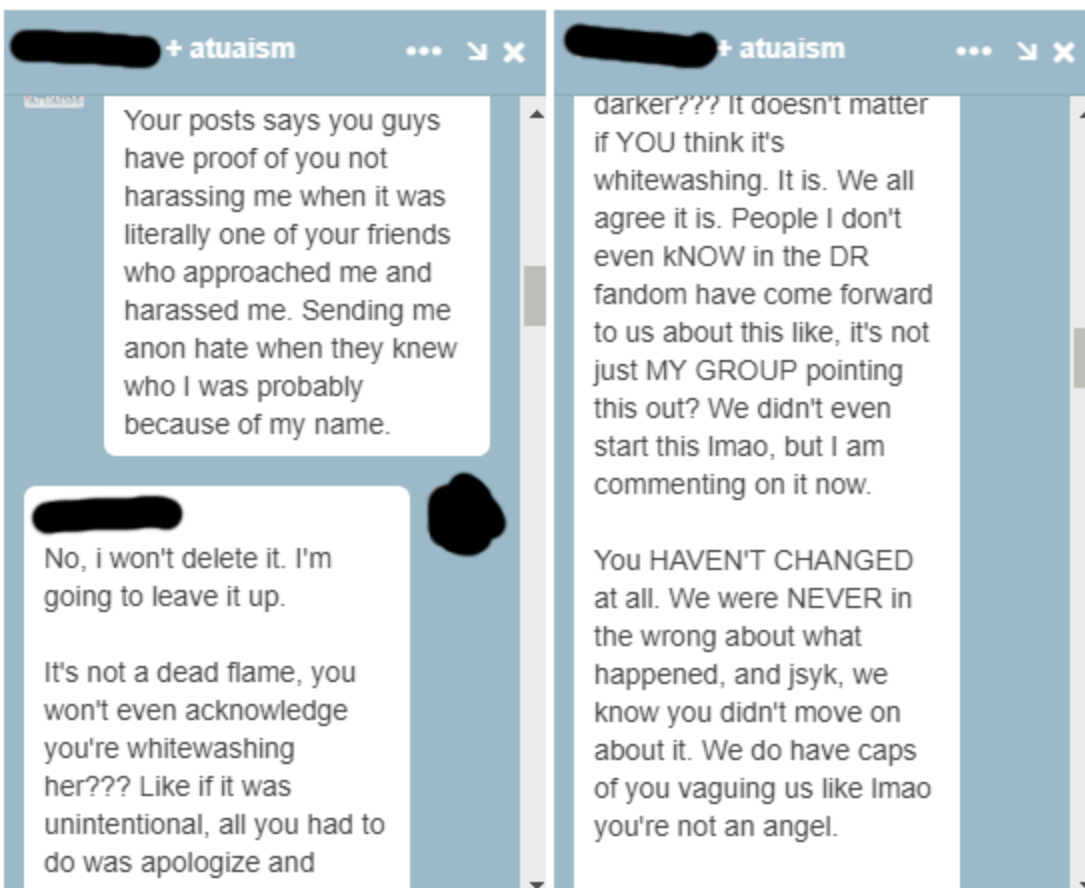 + atuaism
Your posts says you guys
have proof of you not
harassing me when it was
literally one of your friends
who approached me and
harassed me. Sending me
anon hate when they knew
who I was probably
because of my name.
No, i won't delete it. I'm
going to leave it up.
It's not a dead flame, you
won't even acknowledge
you're whitewashing
her??? Like if it was
unintentional, all you had to
do was apologize and
+ atuaism
darker??? It doesn't matter
if YOU think it's
whitewashing. It is. We all
agree it is. People I don't
even kNOW in the DR
fandom have come forward
to us about this like, it's not
just MY GROUP pointing
this out? We didn't even
start this lmao, but I am
commenting on it now.
You HAVEN'T CHANGED
at all. We were NEVER in
the wrong about what
happened, and jsyk, we
know you didn't move on
about it. We do have caps
of you vaguing us like lmao
you're not an angel.